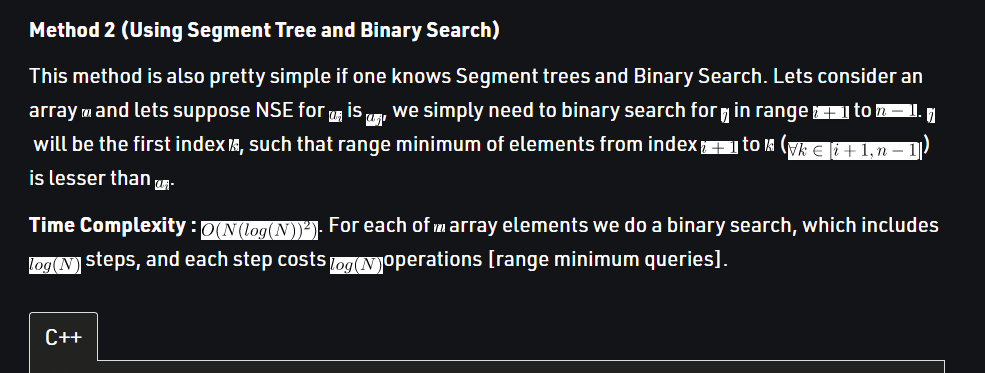 Method 2 (Using Segment Tree and Binary Search)
This method is also pretty simple if one knows Segment trees and Binary Search. Lets consider an
array and lets suppose NSE for a_i is a_j, we simply need to binary search for j in range i + 1 to n − 1. j
will be the first index k, such that range minimum of elements from index i + 1 to k (∀k ∈ [i + 1, n − 1])
is lesser than a_i.
Time Complexity : O(N(log(N))²). For each of array elements we do a binary search, which includes
log(N) steps, and each step costs log(N)operations [range minimum queries].
C++